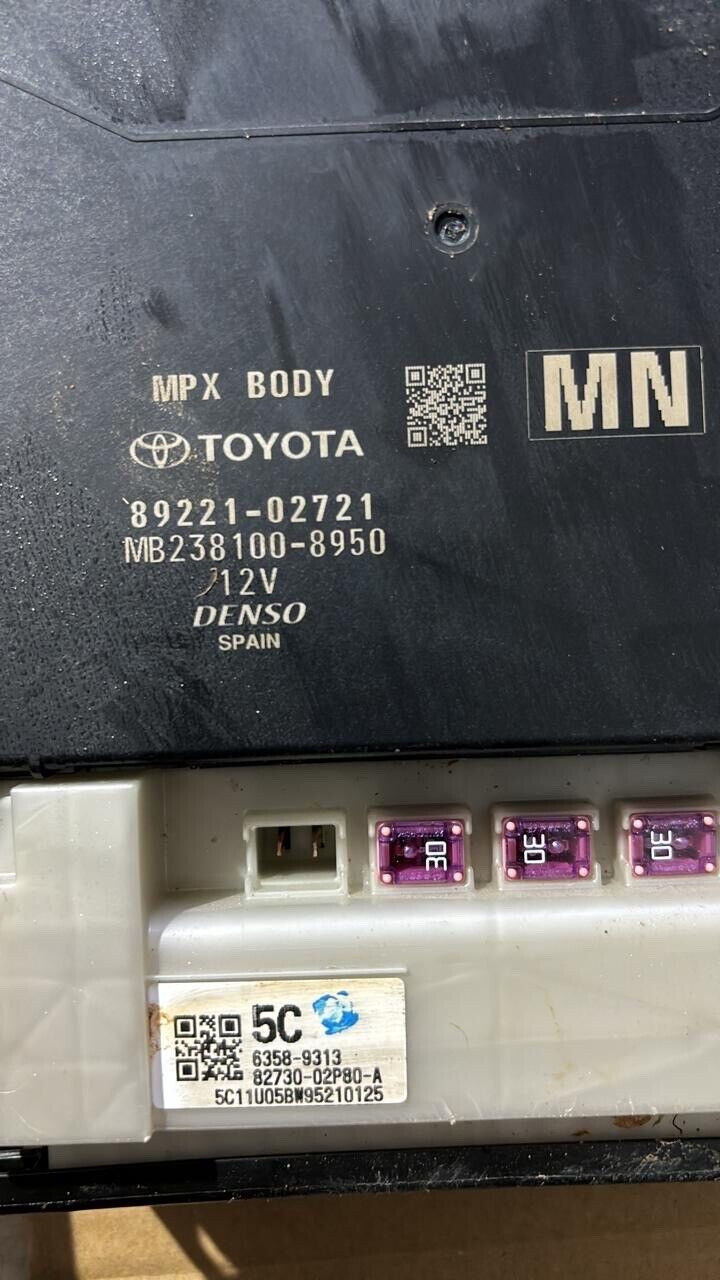 MPX BODY
MN
TOYOTA
89221-02721
MB238100-8950
12V
DENSO
SPAIN
30
30
30
5C
6358-9313
82730-02P80-A
5C11U05BW95210125